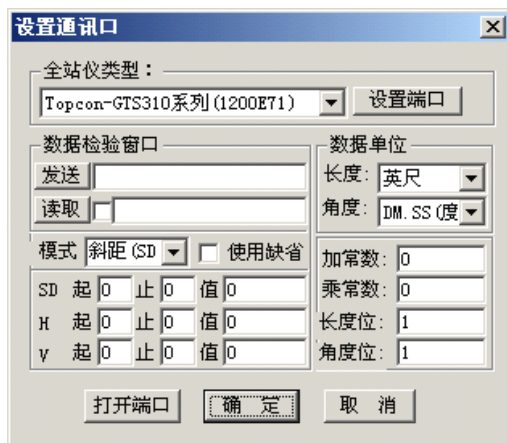 设置通讯口
全站仪类型：
Topcon-GTS310系列(1200E71) 设置端口
数据检验窗口
发送
读取
模式 斜距(SD 使用缺省
SD 起 0 止 0 值 0
H 起 0 止 0 值 0
V 起 0 止 0 值 0
数据单位
长度: 英尺
角度: DM.SS(度
加常数: 0
乘常数: 0
长度位: 1
角度位: 1
打开端口 确 定 取 消